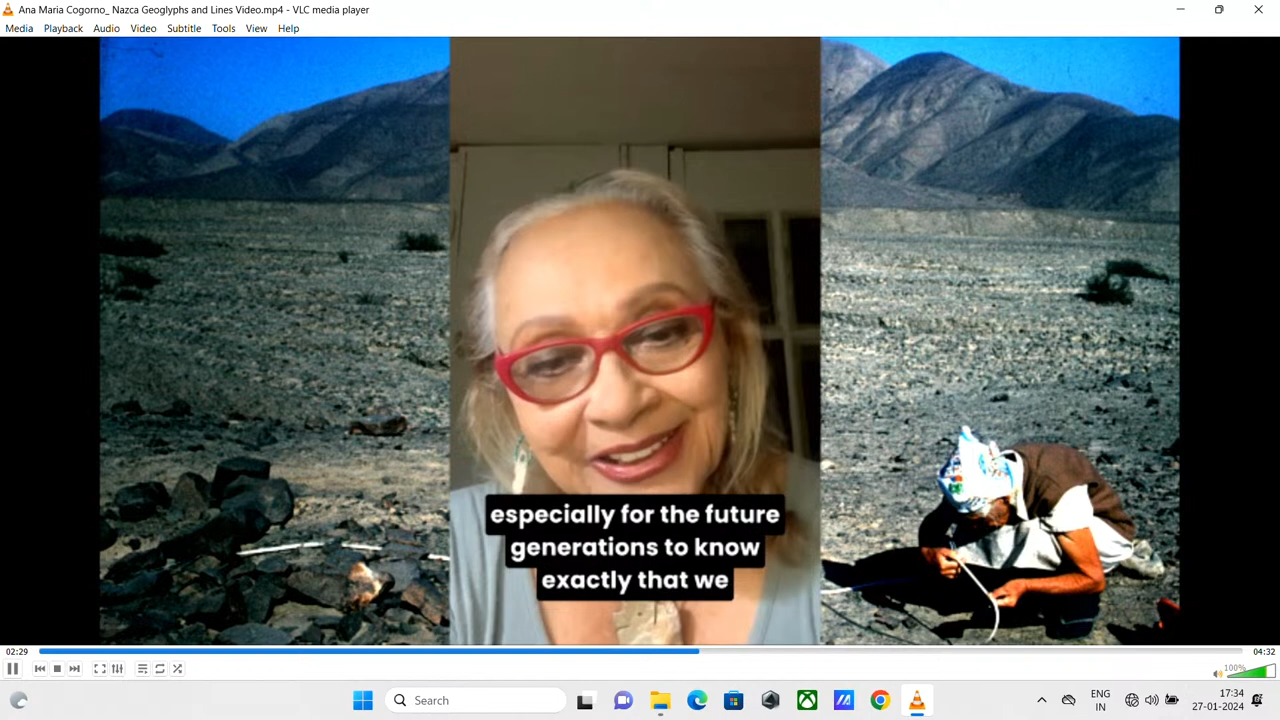 Ana Maria Cogorno_ Nazca Geoglyphs and Lines Video.mp4 - VLC media player
Media Playback Audio Video Subtitle Tools View Help
especially for the future
generations to know
exactly that we
02:29
04:32
100%
Search
ENG
IN
17:34
27-01-2024